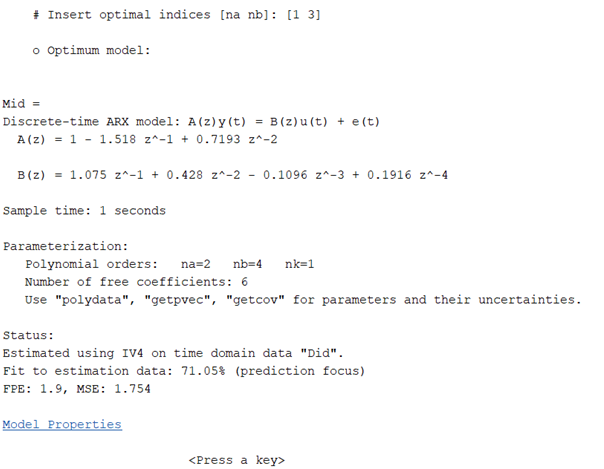 # Insert optimal indices [na nb]: [1 3]
o Optimum model:
Mid =
Discrete-time ARX model: A(z)y(t) = B(z)u(t) + e(t)
A(z) = 1 - 1.518 z^-1 + 0.7193 z^-2
B(z) = 1.075 z^-1 + 0.428 z^-2 - 0.1096 z^-3 + 0.1916 z^-4
Sample time: 1 seconds
Parameterization:
Polynomial orders: na=2 nb=4 nk=1
Number of free coefficients: 6
Use "polydata", "getpvec", "getcov" for parameters and their uncertainties.
Status:
Estimated using IV4 on time domain data "Did".
Fit to estimation data: 71.05% (prediction focus)
FPE: 1.9, MSE: 1.754
Model Properties
<Press a key>